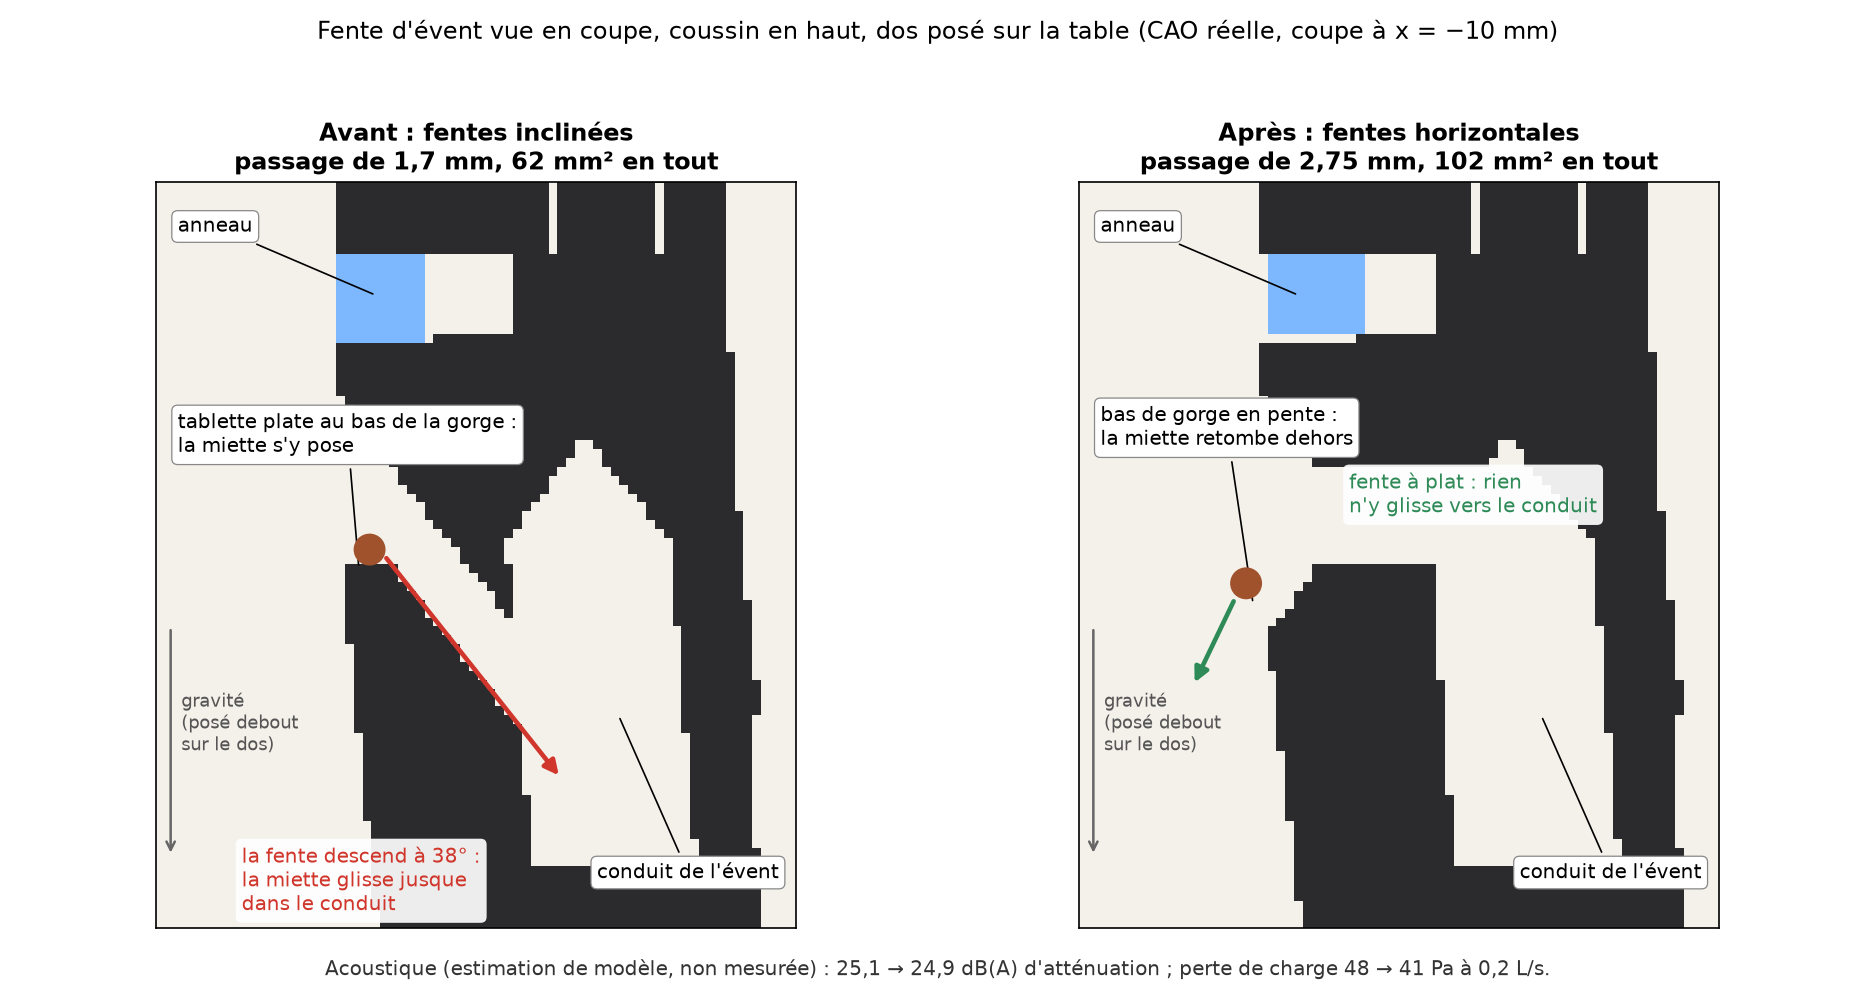 Fente d'évent vue en coupe, coussin en haut, dos posé sur la table (CAO réelle, coupe à x = −10 mm)
Avant : fentes inclinées
passage de 1,7 mm, 62 mm² en tout
anneau
tablette plate au bas de la gorge :
la miette s'y pose
gravité
(posé debout
sur le dos)
la fente descend à 38° :
la miette glisse jusque
dans le conduit
conduit de l'évent
Après : fentes horizontales
passage de 2,75 mm, 102 mm² en tout
anneau
bas de gorge en pente :
la miette retombe dehors
fente à plat : rien
n'y glisse vers le conduit
gravité
(posé debout
sur le dos)
conduit de l'évent
Acoustique (estimation de modèle, non mesurée) : 25,1 → 24,9 dB(A) d'atténuation ; perte de charge 48 → 41 Pa à 0,2 L/s.